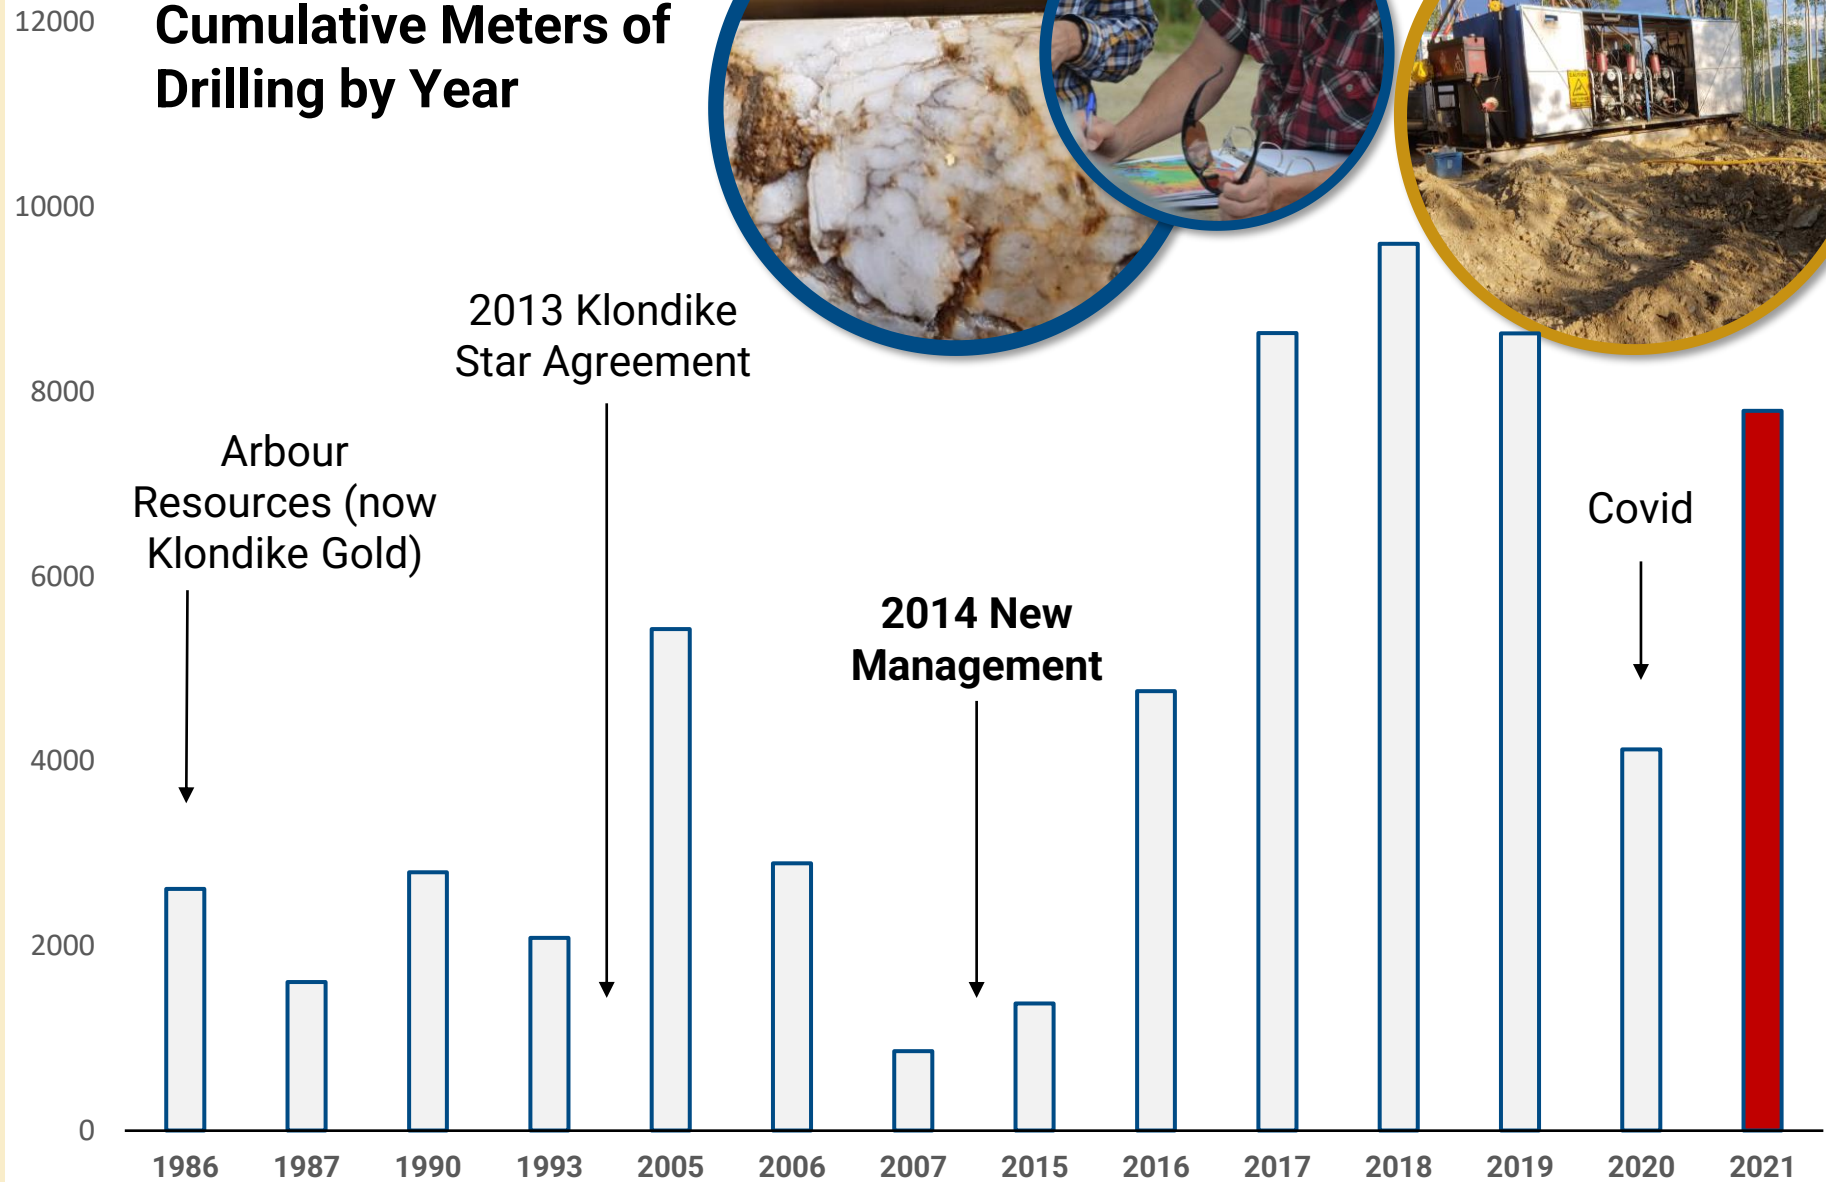 Cumulative Meters of
Drilling by Year
12000
10000
8000
6000
4000
2000
0
Arbour
Resources (now
Klondike Gold)
2013 Klondike
Star Agreement
2014 New
Management
Covid
1986 1987 1990 1993 2005 2006 2007 2015 2016 2017 2018 2019 2020 2021